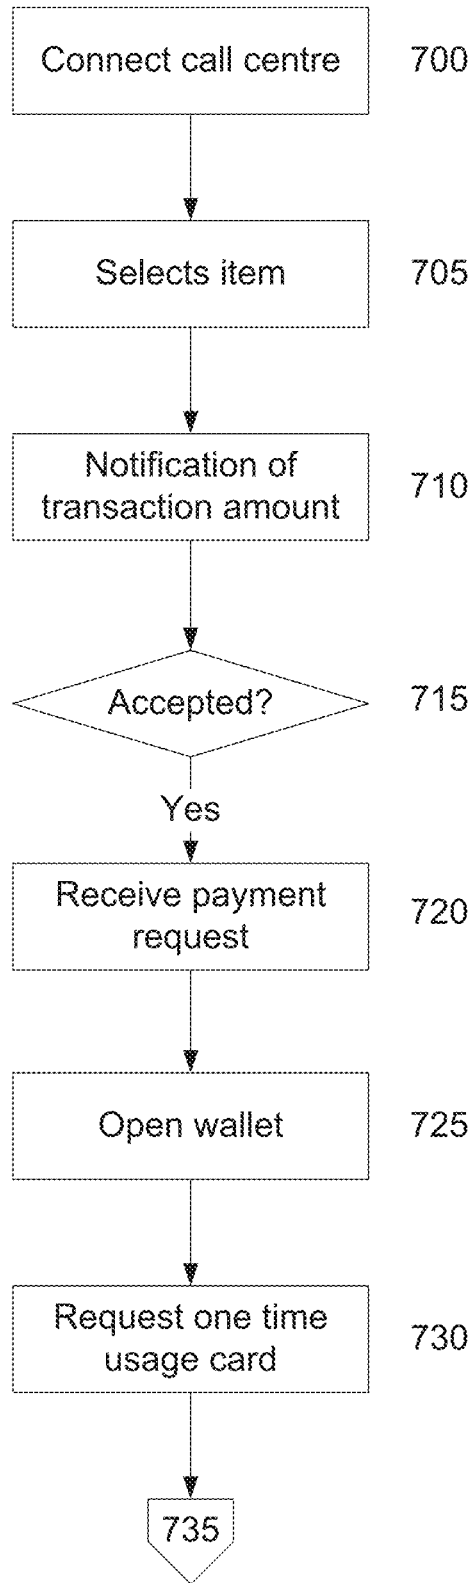 Connect call centre 700
Selects item 705
Notification of
transaction amount 710
Accepted? 715
Yes
Receive payment
request 720
Open wallet 725
Request one time
usage card 730
735